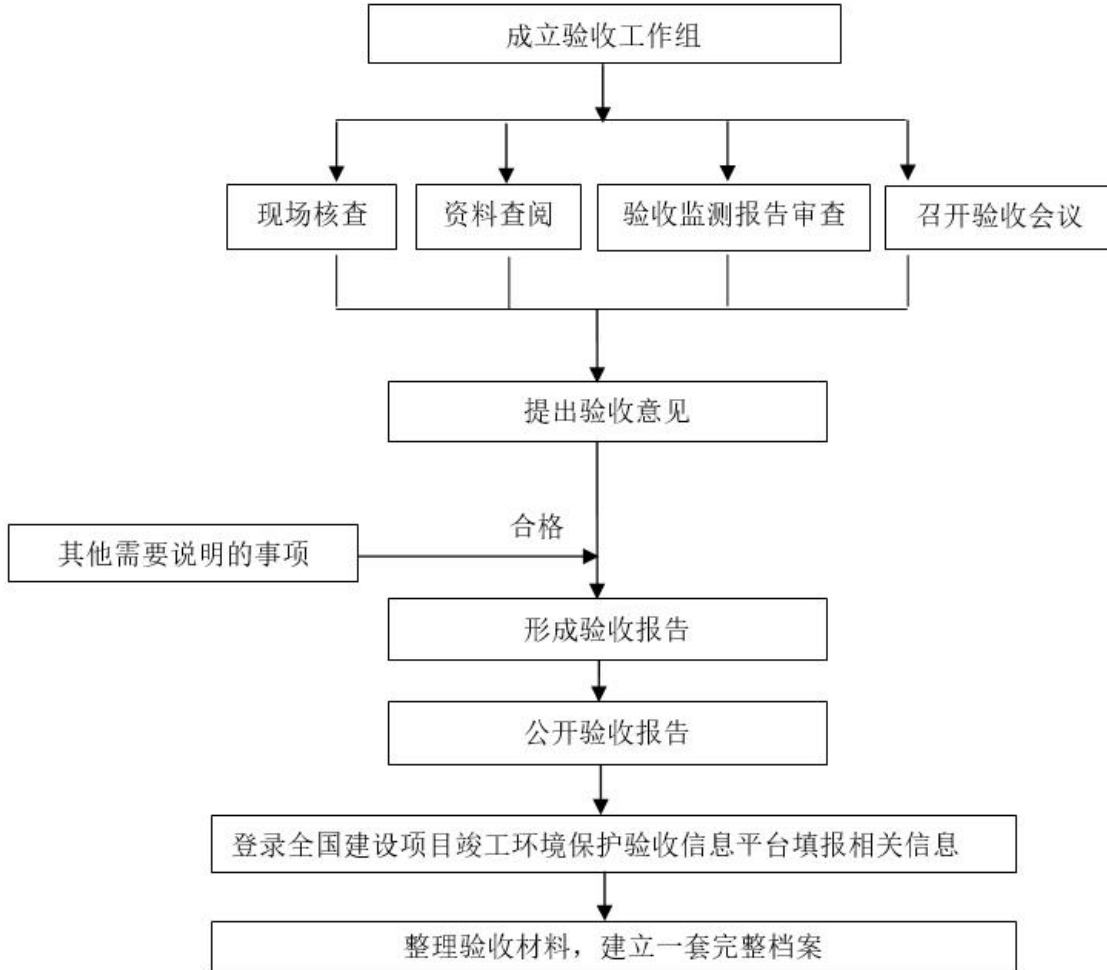 成立验收工作组
现场核查
资料查阅
验收监测报告审查
召开验收会议
提出验收意见
合格
其他需要说明的事项
形成验收报告
公开验收报告
登录全国建设项目竣工环境保护验收信息平台填报相关信息
整理验收材料，建立一套完整档案